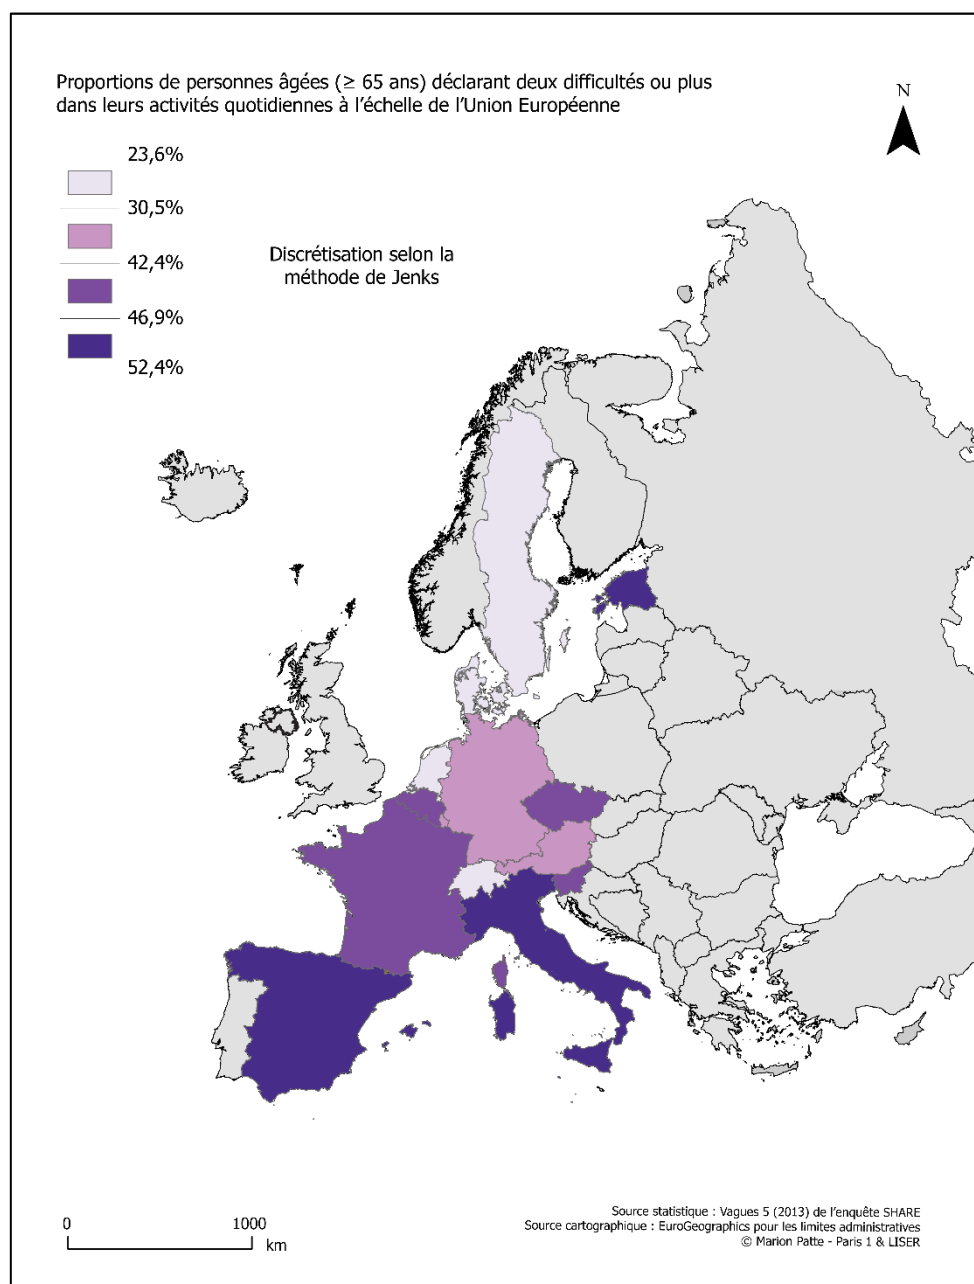 Proportions de personnes âgées (≥ 65 ans) déclarant deux difficultés ou plus
dans leurs activités quotidiennes à l'échelle de l'Union Européenne
N
23,6%
30,5%
42,4%
46,9%
52,4%
Discrétisation selon la
méthode de Jenks
0
1000
km
Source statistique : Vagues 5 (2013) de l'enquête SHARE
Source cartographique : EuroGeographics pour les limites administratives
© Marion Patte - Paris 1 & LISER